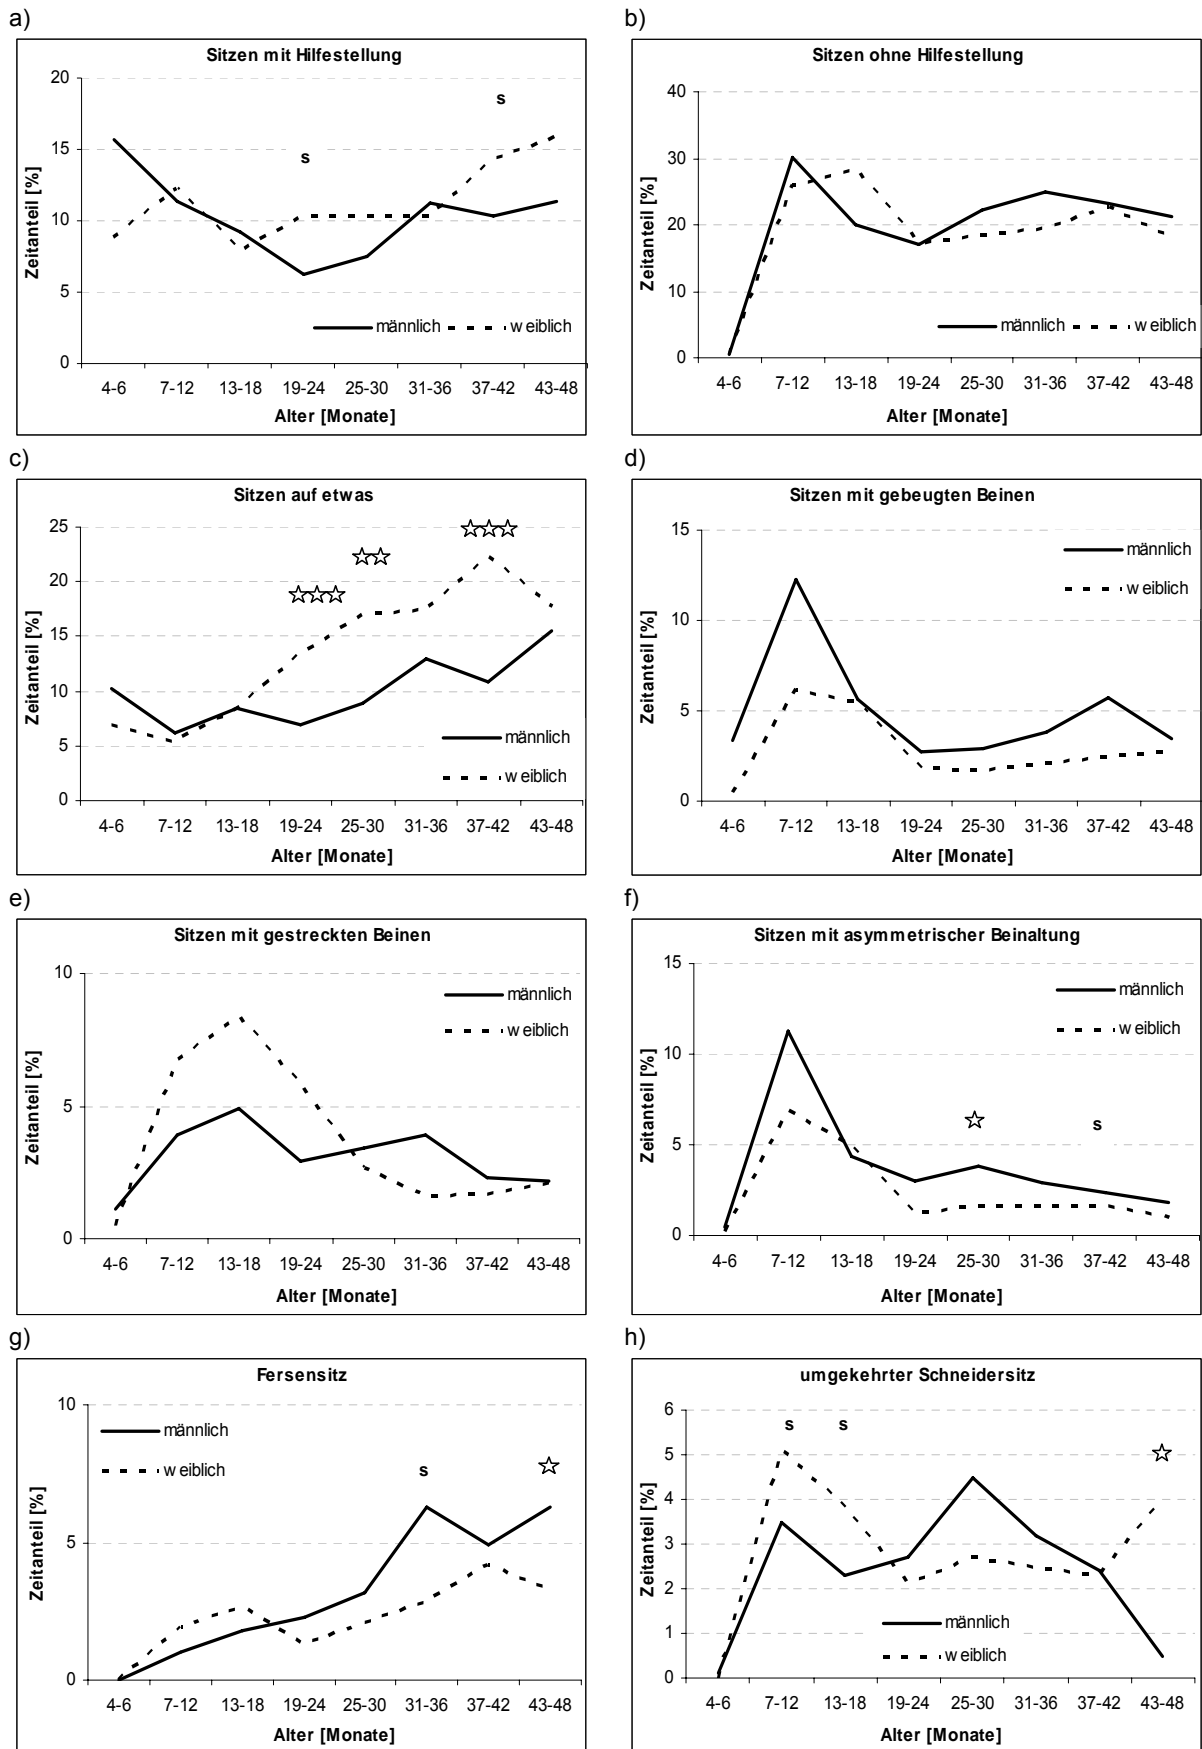 a)
Sitzen mit Hilfestellung
20
15
10
5
0
Zeitanteil [%]
s
s
männlich
w eiblich
4-6 7-12 13-18 19-24 25-30 31-36 37-42 43-48
Alter [Monate]
b)
Sitzen ohne Hilfestellung
40
30
20
10
0
Zeitanteil [%]
männlich
w eiblich
4-6 7-12 13-18 19-24 25-30 31-36 37-42 43-48
Alter [Monate]
c)
Sitzen auf etwas
25
20
15
10
5
0
Zeitanteil [%]
☆☆☆
☆☆
☆☆☆
männlich
w eiblich
4-6 7-12 13-18 19-24 25-30 31-36 37-42 43-48
Alter [Monate]
d)
Sitzen mit gebeugten Beinen
15
10
5
0
Zeitanteil [%]
männlich
w eiblich
4-6 7-12 13-18 19-24 25-30 31-36 37-42 43-48
Alter [Monate]
e)
Sitzen mit gestreckten Beinen
10
5
0
Zeitanteil [%]
männlich
w eiblich
4-6 7-12 13-18 19-24 25-30 31-36 37-42 43-48
Alter [Monate]
f)
Sitzen mit asymmetrischer Beinaltung
15
10
5
0
Zeitanteil [%]
männlich
w eiblich
☆
s
4-6 7-12 13-18 19-24 25-30 31-36 37-42 43-48
Alter [Monate]
g)
Fersensitz
10
5
0
Zeitanteil [%]
männlich
w eiblich
s
☆
4-6 7-12 13-18 19-24 25-30 31-36 37-42 43-48
Alter [Monate]
h)
umgekehrter Schneidersitz
6
5
4
3
2
1
0
Zeitanteil [%]
s
s
☆
männlich
w eiblich
4-6 7-12 13-18 19-24 25-30 31-36 37-42 43-48
Alter [Monate]